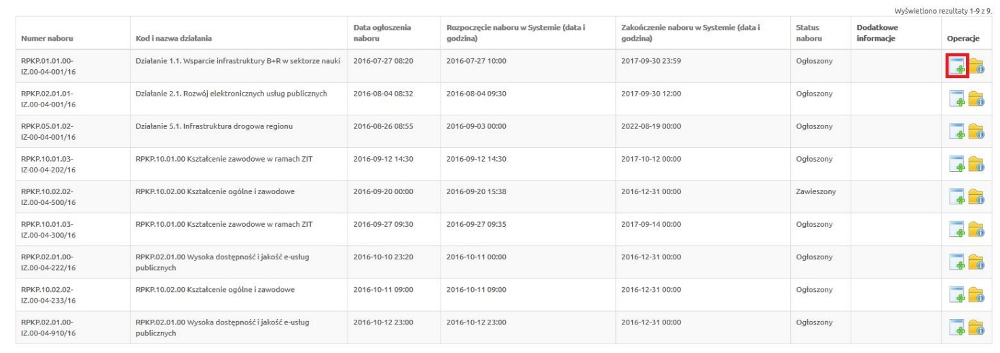 Wyświetlono rezultaty 1-9 z 9.
Numer naboru Kod i nazwa działania Data ogłoszenia naboru Rozpoczęcie naboru w Systemie (data i godzina) Zakończenie naboru w Systemie (data i godzina) Status naboru Dodatkowe informacje Operacje
RPKP.01.01.00-
IZ.00-04-001/16 Działanie 1.1. Wsparcie infrastruktury B+R w sektorze nauki 2016-07-27 08:20 2016-07-27 10:00 2017-09-30 23:59 Ogłoszony
RPKP.02.01.01-
IZ.00-04-001/16 Działanie 2.1. Rozwój elektronicznych usług publicznych 2016-08-04 08:32 2016-08-04 09:30 2017-09-30 12:00 Ogłoszony
RPKP.05.01.02-
IZ-00-04-001/16 Działanie 5.1. Infrastruktura drogowa regionu 2016-08-26 08:55 2016-09-03 00:00 2022-08-19 00:00 Ogłoszony
RPKP.10.01.03-
IZ-00-04-202/16 RPKP.10.01.00 Kształcenie zawodowe w ramach ZIT 2016-09-12 14:30 2016-09-12 14:30 2017-10-12 00:00 Ogłoszony
RPKP.10.02.02-
IZ.00-04-500/16 RPKP.10.02.00 Kształcenie ogólne i zawodowe 2016-09-20 00:00 2016-09-20 15:38 2016-12-31 00:00 Zawieszony
RPKP.10.01.03-
IZ.00-04-300/16 RPKP.10.01.00 Kształcenie zawodowe w ramach ZIT 2016-09-27 09:30 2016-09-27 09:35 2017-09-14 00:00 Ogłoszony
RPKP.02.01.00-
IZ.00-04-222/16 RPKP.02.01.00 Wysoka dostępność i jakość e-usług publicznych 2016-10-10 23:20 2016-10-11 00:00 2016-12-31 00:00 Ogłoszony
RPKP.10.02.02-
IZ.00-04-233/16 RPKP.10.02.00 Kształcenie ogólne i zawodowe 2016-10-11 09:00 2016-10-11 09:00 2016-12-31 00:00 Ogłoszony
RPKP.02.01.00-
IZ.00-04-910/16 RPKP.02.01.00 Wysoka dostępność i jakość e-usług publicznych 2016-10-12 23:00 2016-10-12 23:00 2016-12-31 00:00 Ogłoszony